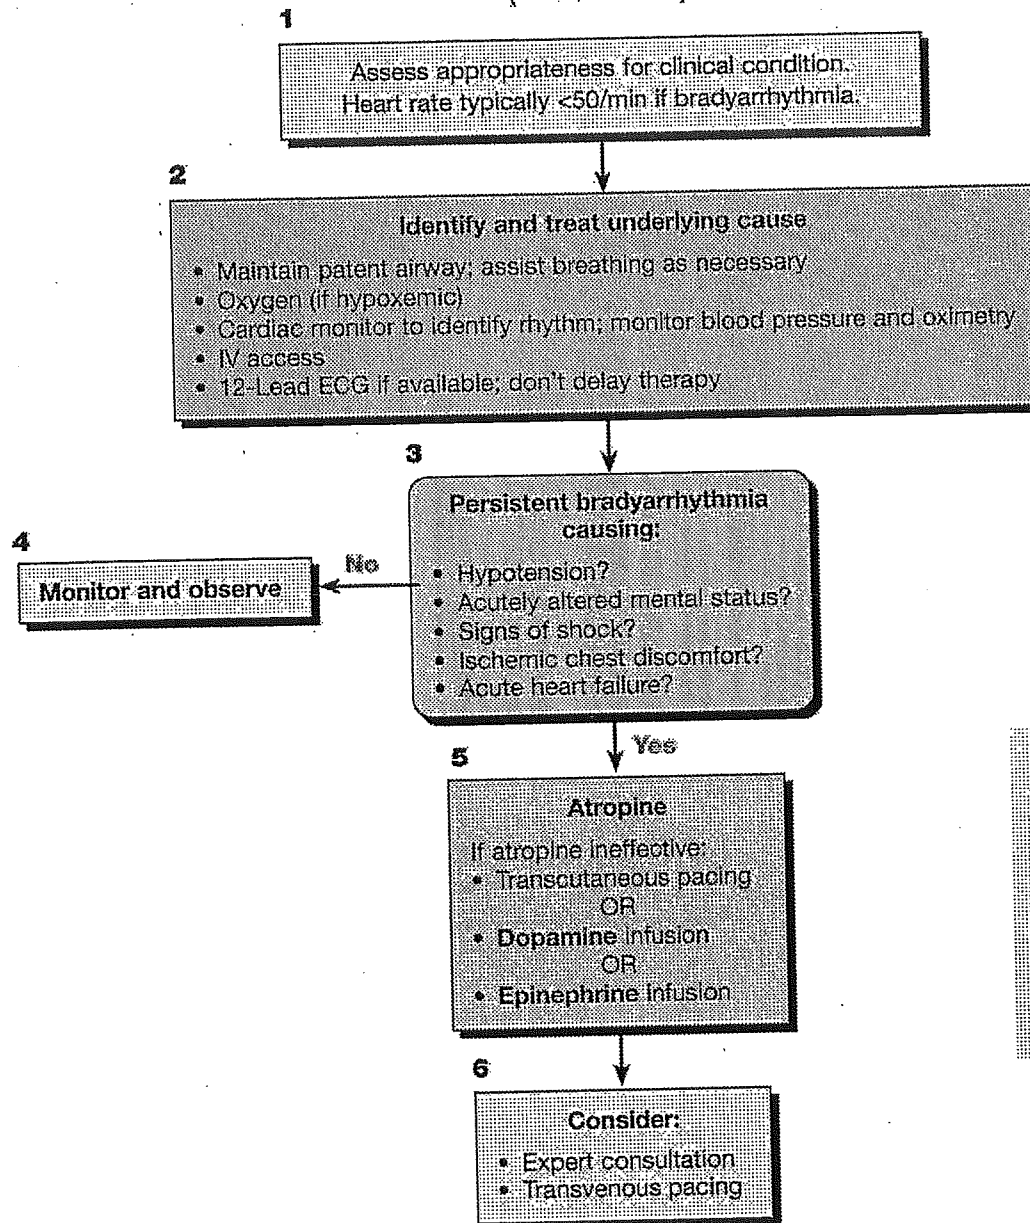 1
Assess appropriateness for clinical condition.
Heart rate typically <50/min if bradyarrhythmia.
2
Identify and treat underlying cause
• Maintain patent airway; assist breathing as necessary
• Oxygen (if hypoxemic)
• Cardiac monitor to identify rhythm; monitor blood pressure and oximetry
• IV access
• 12-Lead ECG if available; don't delay therapy
3
Persistent bradyarrhythmia
causing:
• Hypotension?
• Acutely altered mental status?
• Signs of shock?
• Ischemic chest discomfort?
• Acute heart failure?
4
No
Monitor and observe
Yes
5
Atropine
If atropine ineffective:
• Transcutaneous pacing
OR
• Dopamine infusion
OR
• Epinephrine infusion
6
Consider:
• Expert consultation
• Transvenous pacing